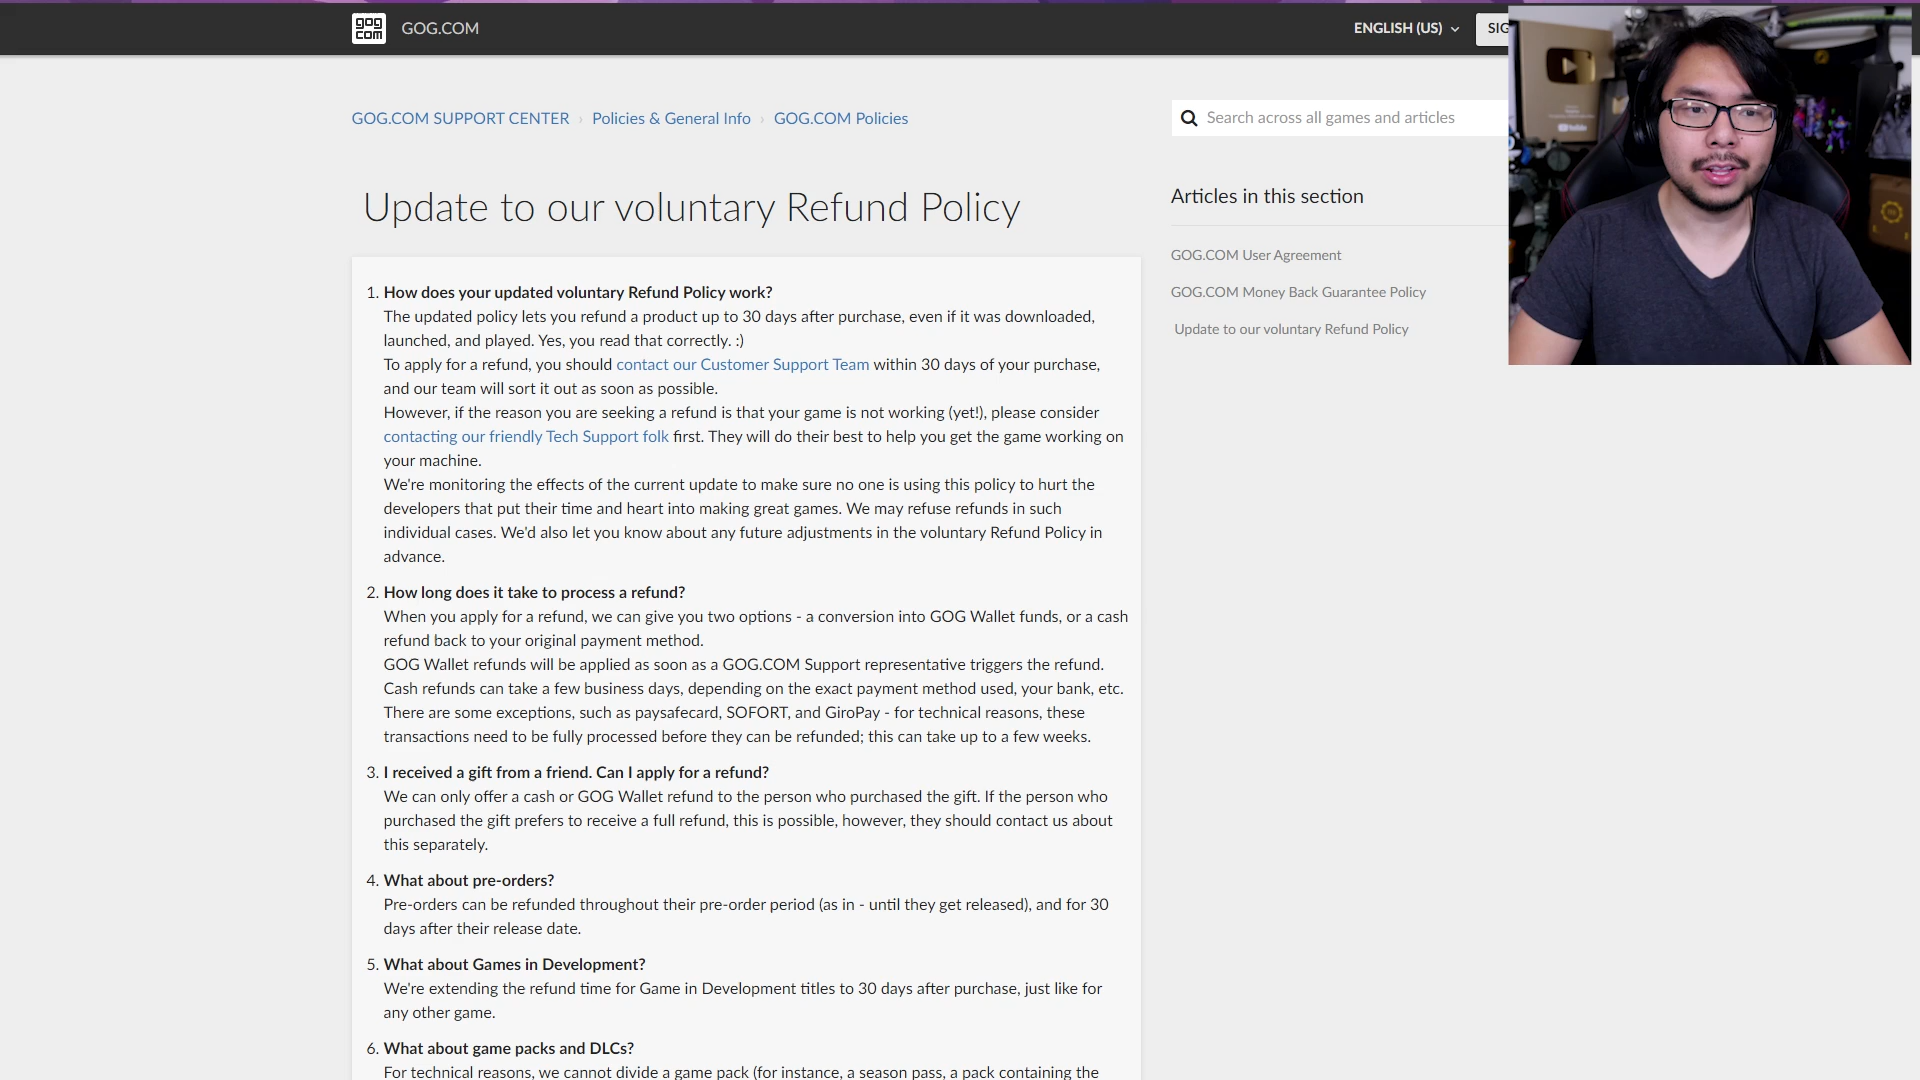 gog
com
GOG.COM
ENGLISH (US)
SIG
GOG.COM SUPPORT CENTER › Policies & General Info › GOG.COM Policies
Search across all games and articles
Update to our voluntary Refund Policy
Articles in this section
GOG.COM User Agreement
GOG.COM Money Back Guarantee Policy
Update to our voluntary Refund Policy
1. How does your updated voluntary Refund Policy work?
The updated policy lets you refund a product up to 30 days after purchase, even if it was downloaded,
launched, and played. Yes, you read that correctly. :)
To apply for a refund, you should contact our Customer Support Team within 30 days of your purchase,
and our team will sort it out as soon as possible.
However, if the reason you are seeking a refund is that your game is not working (yet!), please consider
contacting our friendly Tech Support folk first. They will do their best to help you get the game working on
your machine.
We're monitoring the effects of the current update to make sure no one is using this policy to hurt the
developers that put their time and heart into making great games. We may refuse refunds in such
individual cases. We'd also let you know about any future adjustments in the voluntary Refund Policy in
advance.
2. How long does it take to process a refund?
When you apply for a refund, we can give you two options - a conversion into GOG Wallet funds, or a cash
refund back to your original payment method.
GOG Wallet refunds will be applied as soon as a GOG.COM Support representative triggers the refund.
Cash refunds can take a few business days, depending on the exact payment method used, your bank, etc.
There are some exceptions, such as paysafecard, SOFORT, and GiroPay - for technical reasons, these
transactions need to be fully processed before they can be refunded; this can take up to a few weeks.
3. I received a gift from a friend. Can I apply for a refund?
We can only offer a cash or GOG Wallet refund to the person who purchased the gift. If the person who
purchased the gift prefers to receive a full refund, this is possible, however, they should contact us about
this separately.
4. What about pre-orders?
Pre-orders can be refunded throughout their pre-order period (as in - until they get released), and for 30
days after their release date.
5. What about Games in Development?
We're extending the refund time for Game in Development titles to 30 days after purchase, just like for
any other game.
6. What about game packs and DLCs?
For technical reasons, we cannot divide a game pack (for instance, a season pass, a pack containing the